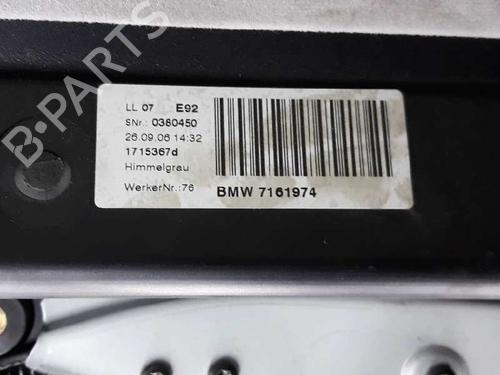 B-PARTS
LL 07 E92
SNr.: 0380450
26.09.06 14:32
1715367d
Himmelgrau
WerkerNr.:76 BMW 7161974